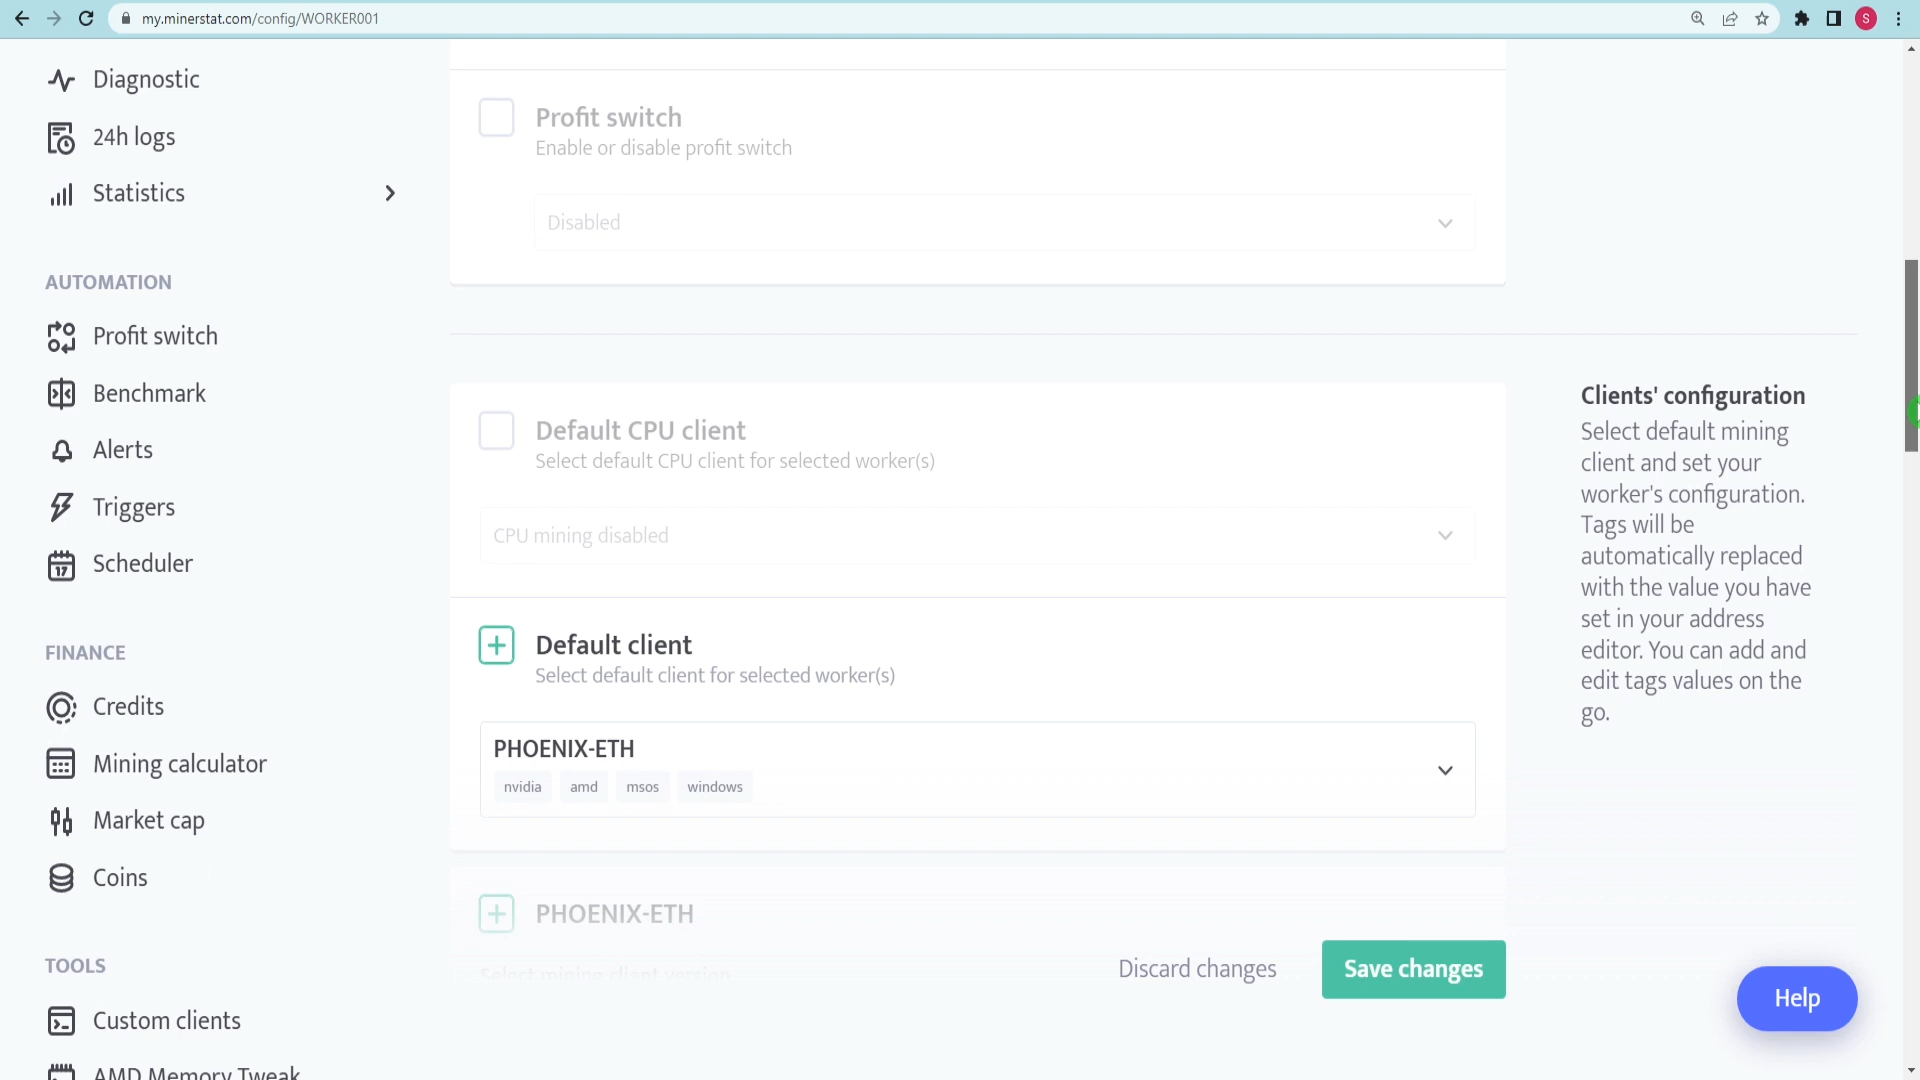 my.minerstat.com/config/WORKER001
S
Diagnostic
24h logs
Statistics
AUTOMATION
Profit switch
Benchmark
Alerts
Triggers
17
Scheduler
FINANCE
Credits
Mining calculator
Market cap
Coins
TOOLS
Custom clients
AMD Memory Tweak
Profit switch
Enable or disable profit switch
Disabled
Default CPU client
Select default CPU client for selected worker(s)
CPU mining disabled
Default client
Select default client for selected worker(s)
PHOENIX-ETH
nvidia amd msos windows
PHOENIX-ETH
Select mining client version
Discard changes
Save changes
Clients' configuration
Select default mining
client and set your
worker's configuration.
Tags will be
automatically replaced
with the value you have
set in your address
editor. You can add and
edit tags values on the
go.
Help